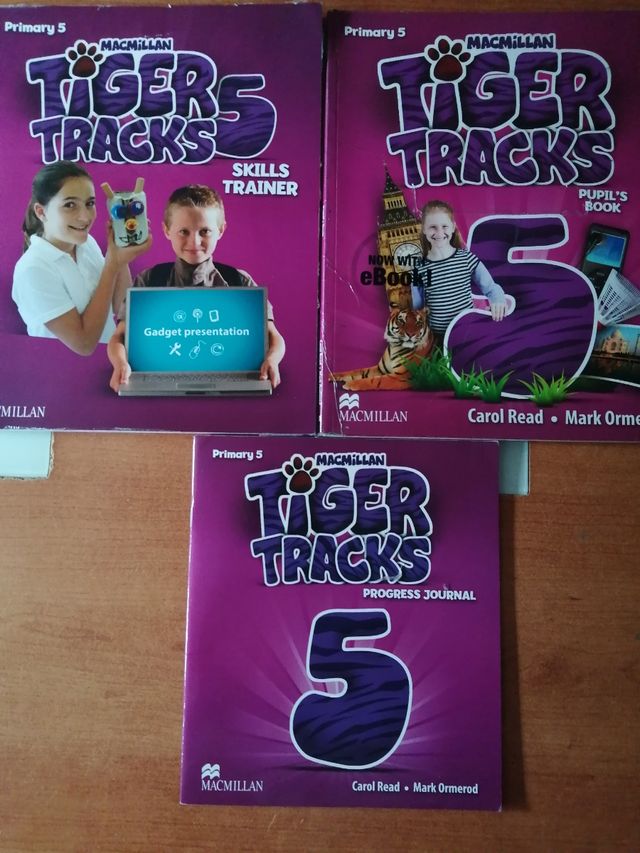 Primary 5
MACMILLAN
TIGER
TRACKS 5
SKILLS
TRAINER
Gadget presentation
MILLAN
Primary 5
MACMILLAN
TIGER
TRACKS
PUPIL'S
BOOK
5
NOW WITH
eBook!
MACMILLAN
Carol Read • Mark Orme
Primary 5
MACMILLAN
TIGER
TRACKS
PROGRESS JOURNAL
5
MACMILLAN
Carol Read • Mark Ormerod